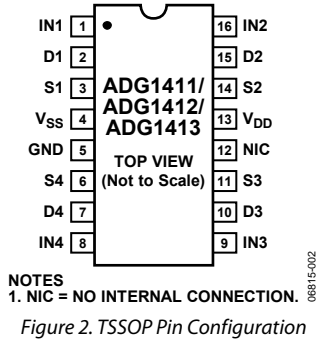 IN1 1 16 IN2
D1 2 15 D2
S1 3 ADG1411/ 14 S2
ADG1412/
VSS 4 ADG1413 13 VDD
GND 5 TOP VIEW 12 NIC
S4 6 (Not to Scale) 11 S3
D4 7 10 D3
IN4 8 9 IN3
NOTES
1. NIC = NO INTERNAL CONNECTION.
06815-002
Figure 2. TSSOP Pin Configuration